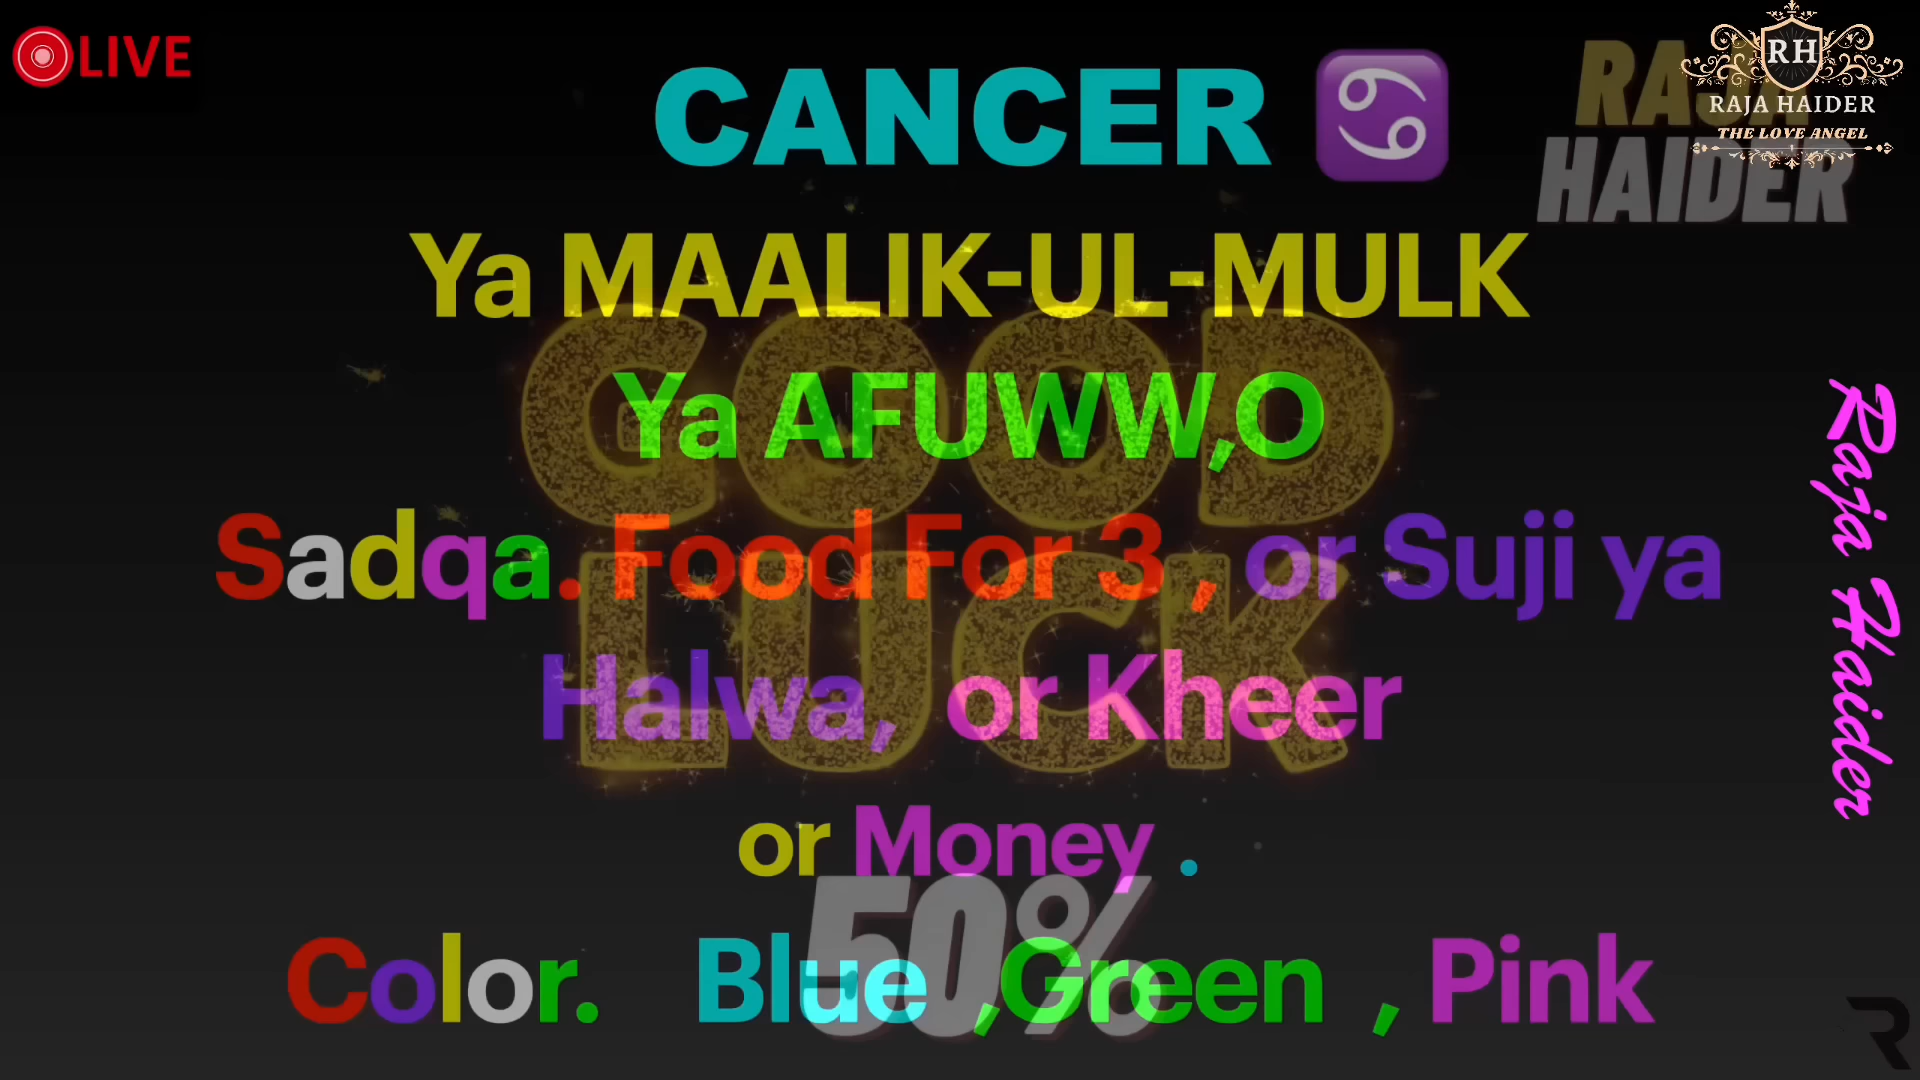 LIVE
CANCER ♋
RH
RAJA HAIDER
THE LOVE ANGEL
RAJA
HAIDER
Ya MAALIK-UL-MULK
Ya AFUWW,O
GOOD
LUCK
Sadqa. Food For 3 , or Suji ya
Halwa, or Kheer
or Money .
50%
Color. Blue ,Green , Pink
Raja Haider
R